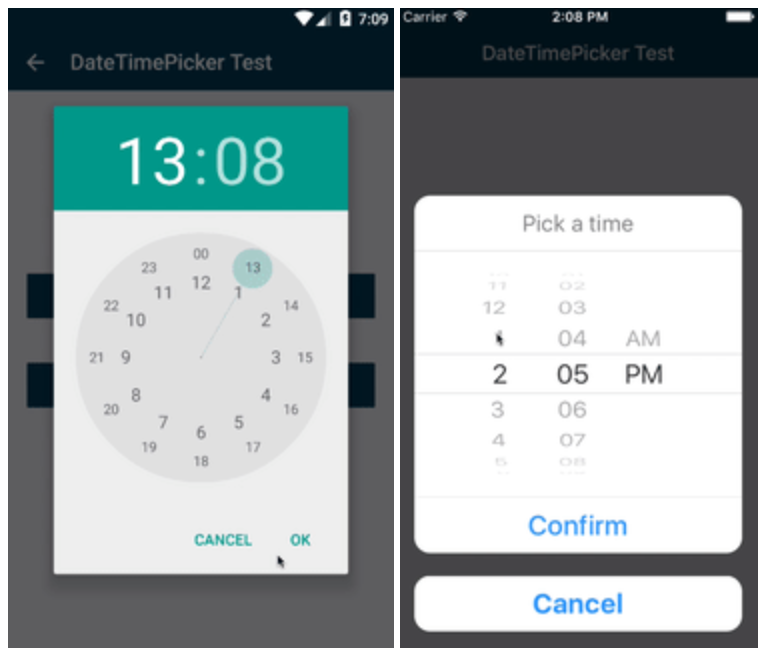 7:09
DateTimePicker Test
13:08
00
23 13
12
11 1
22 14
10 2
21 9 3 15
8 4
20 16
7 5
6
19 17
18
CANCEL OK
Carrier 2:08 PM
DateTimePicker Test
Pick a time
11 02
12 03
04 AM
2 05 PM
3 06
4 07
5 08
Confirm
Cancel